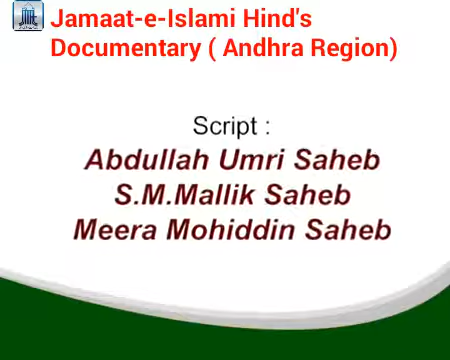 Jamaat-e-Islami Hind's
Documentary ( Andhra Region)
Script :
Abdullah Umri Saheb
S.M.Mallik Saheb
Meera Mohiddin Saheb